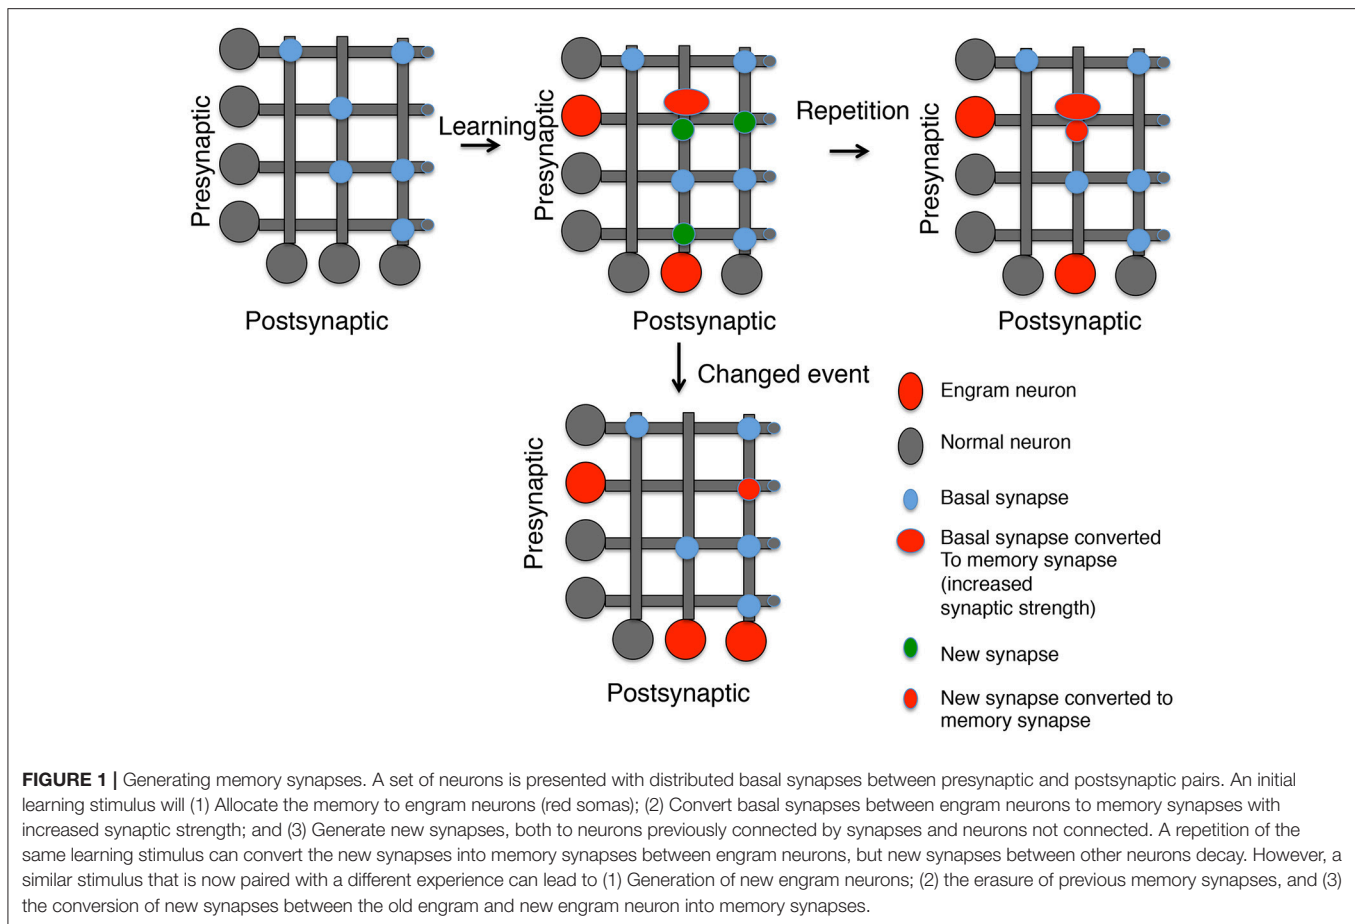 Presynaptic
Postsynaptic
Learning
Presynaptic
Postsynaptic
Repetition
Presynaptic
Postsynaptic
Changed event
Presynaptic
Postsynaptic
Engram neuron
Normal neuron
Basal synapse
Basal synapse converted
To memory synapse
(increased
synaptic strength)
New synapse
New synapse converted to
memory synapse
FIGURE 1 | Generating memory synapses. A set of neurons is presented with distributed basal synapses between presynaptic and postsynaptic pairs. An initial
learning stimulus will (1) Allocate the memory to engram neurons (red somas); (2) Convert basal synapses between engram neurons to memory synapses with
increased synaptic strength; and (3) Generate new synapses, both to neurons previously connected by synapses and neurons not connected. A repetition of the
same learning stimulus can convert the new synapses into memory synapses between engram neurons, but new synapses between other neurons decay. However, a
similar stimulus that is now paired with a different experience can lead to (1) Generation of new engram neurons; (2) the erasure of previous memory synapses, and (3)
the conversion of new synapses between the old engram and new engram neuron into memory synapses.